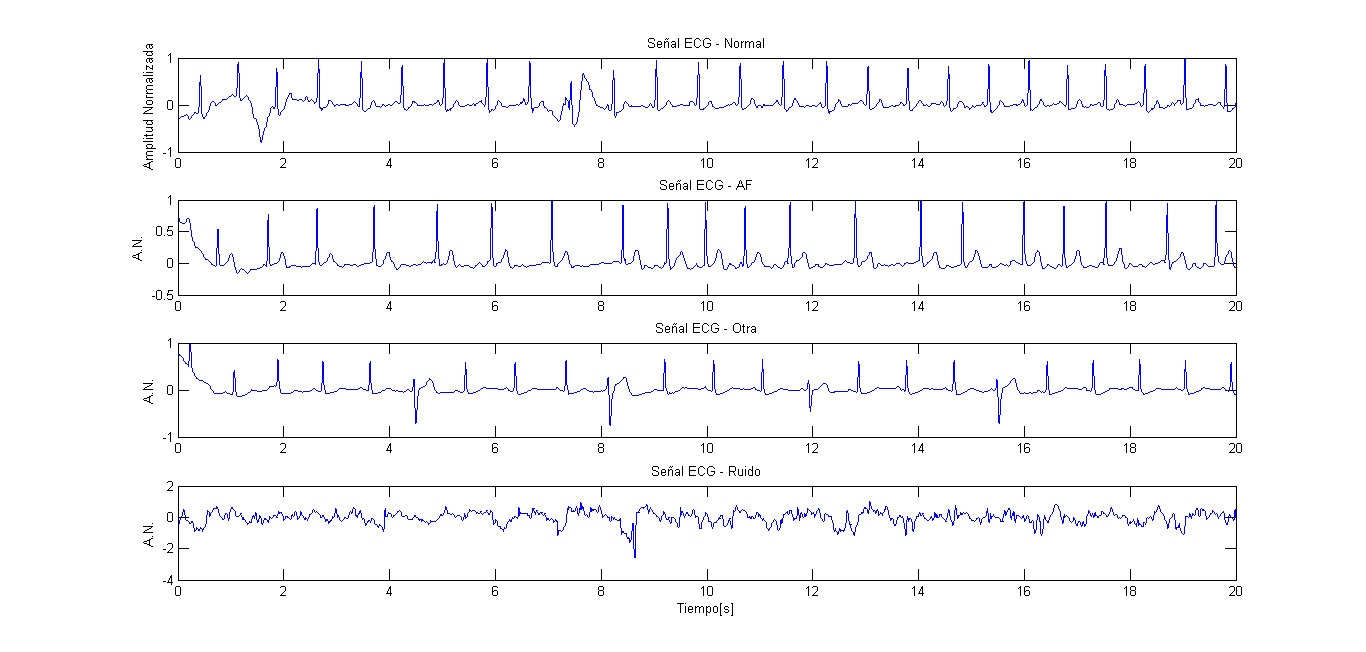 Señal ECG - Normal
Amplitud Normalizada
1
0
-1
0 2 4 6 8 10 12 14 16 18 20
Señal ECG - AF
A.N.
1
0.5
0
-0.5
0 2 4 6 8 10 12 14 16 18 20
Señal ECG - Otra
A.N.
1
0
-1
0 2 4 6 8 10 12 14 16 18 20
Señal ECG - Ruido
A.N.
2
0
-2
-4
0 2 4 6 8 10 12 14 16 18 20
Tiempo[s]